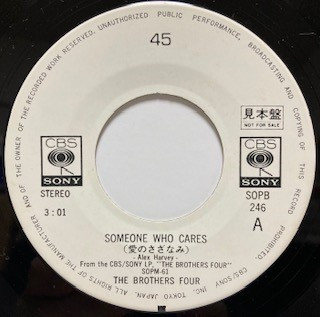 UNAUTHORIZED PUBLIC PERFORMANCE, BROADCASTING AND COPYING OF THIS RECORD PROHIBITED.
CBS/SONY INC. TOKYO JAPAN. ALL RIGHTS OF THE MANUFACTURER AND OF THE OWNER OF THE RECORDED WORK RESERVED.
45
見本盤
NOT FOR SALE
CBS
SONY
CBS
SONY
STEREO
SOPB
246
3:01
A
SOMEONE WHO CARES
(愛のさざなみ)
- Alex Harvey -
From the CBS/SONY LP, "THE BROTHERS FOUR"
SOPM-61
THE BROTHERS FOUR